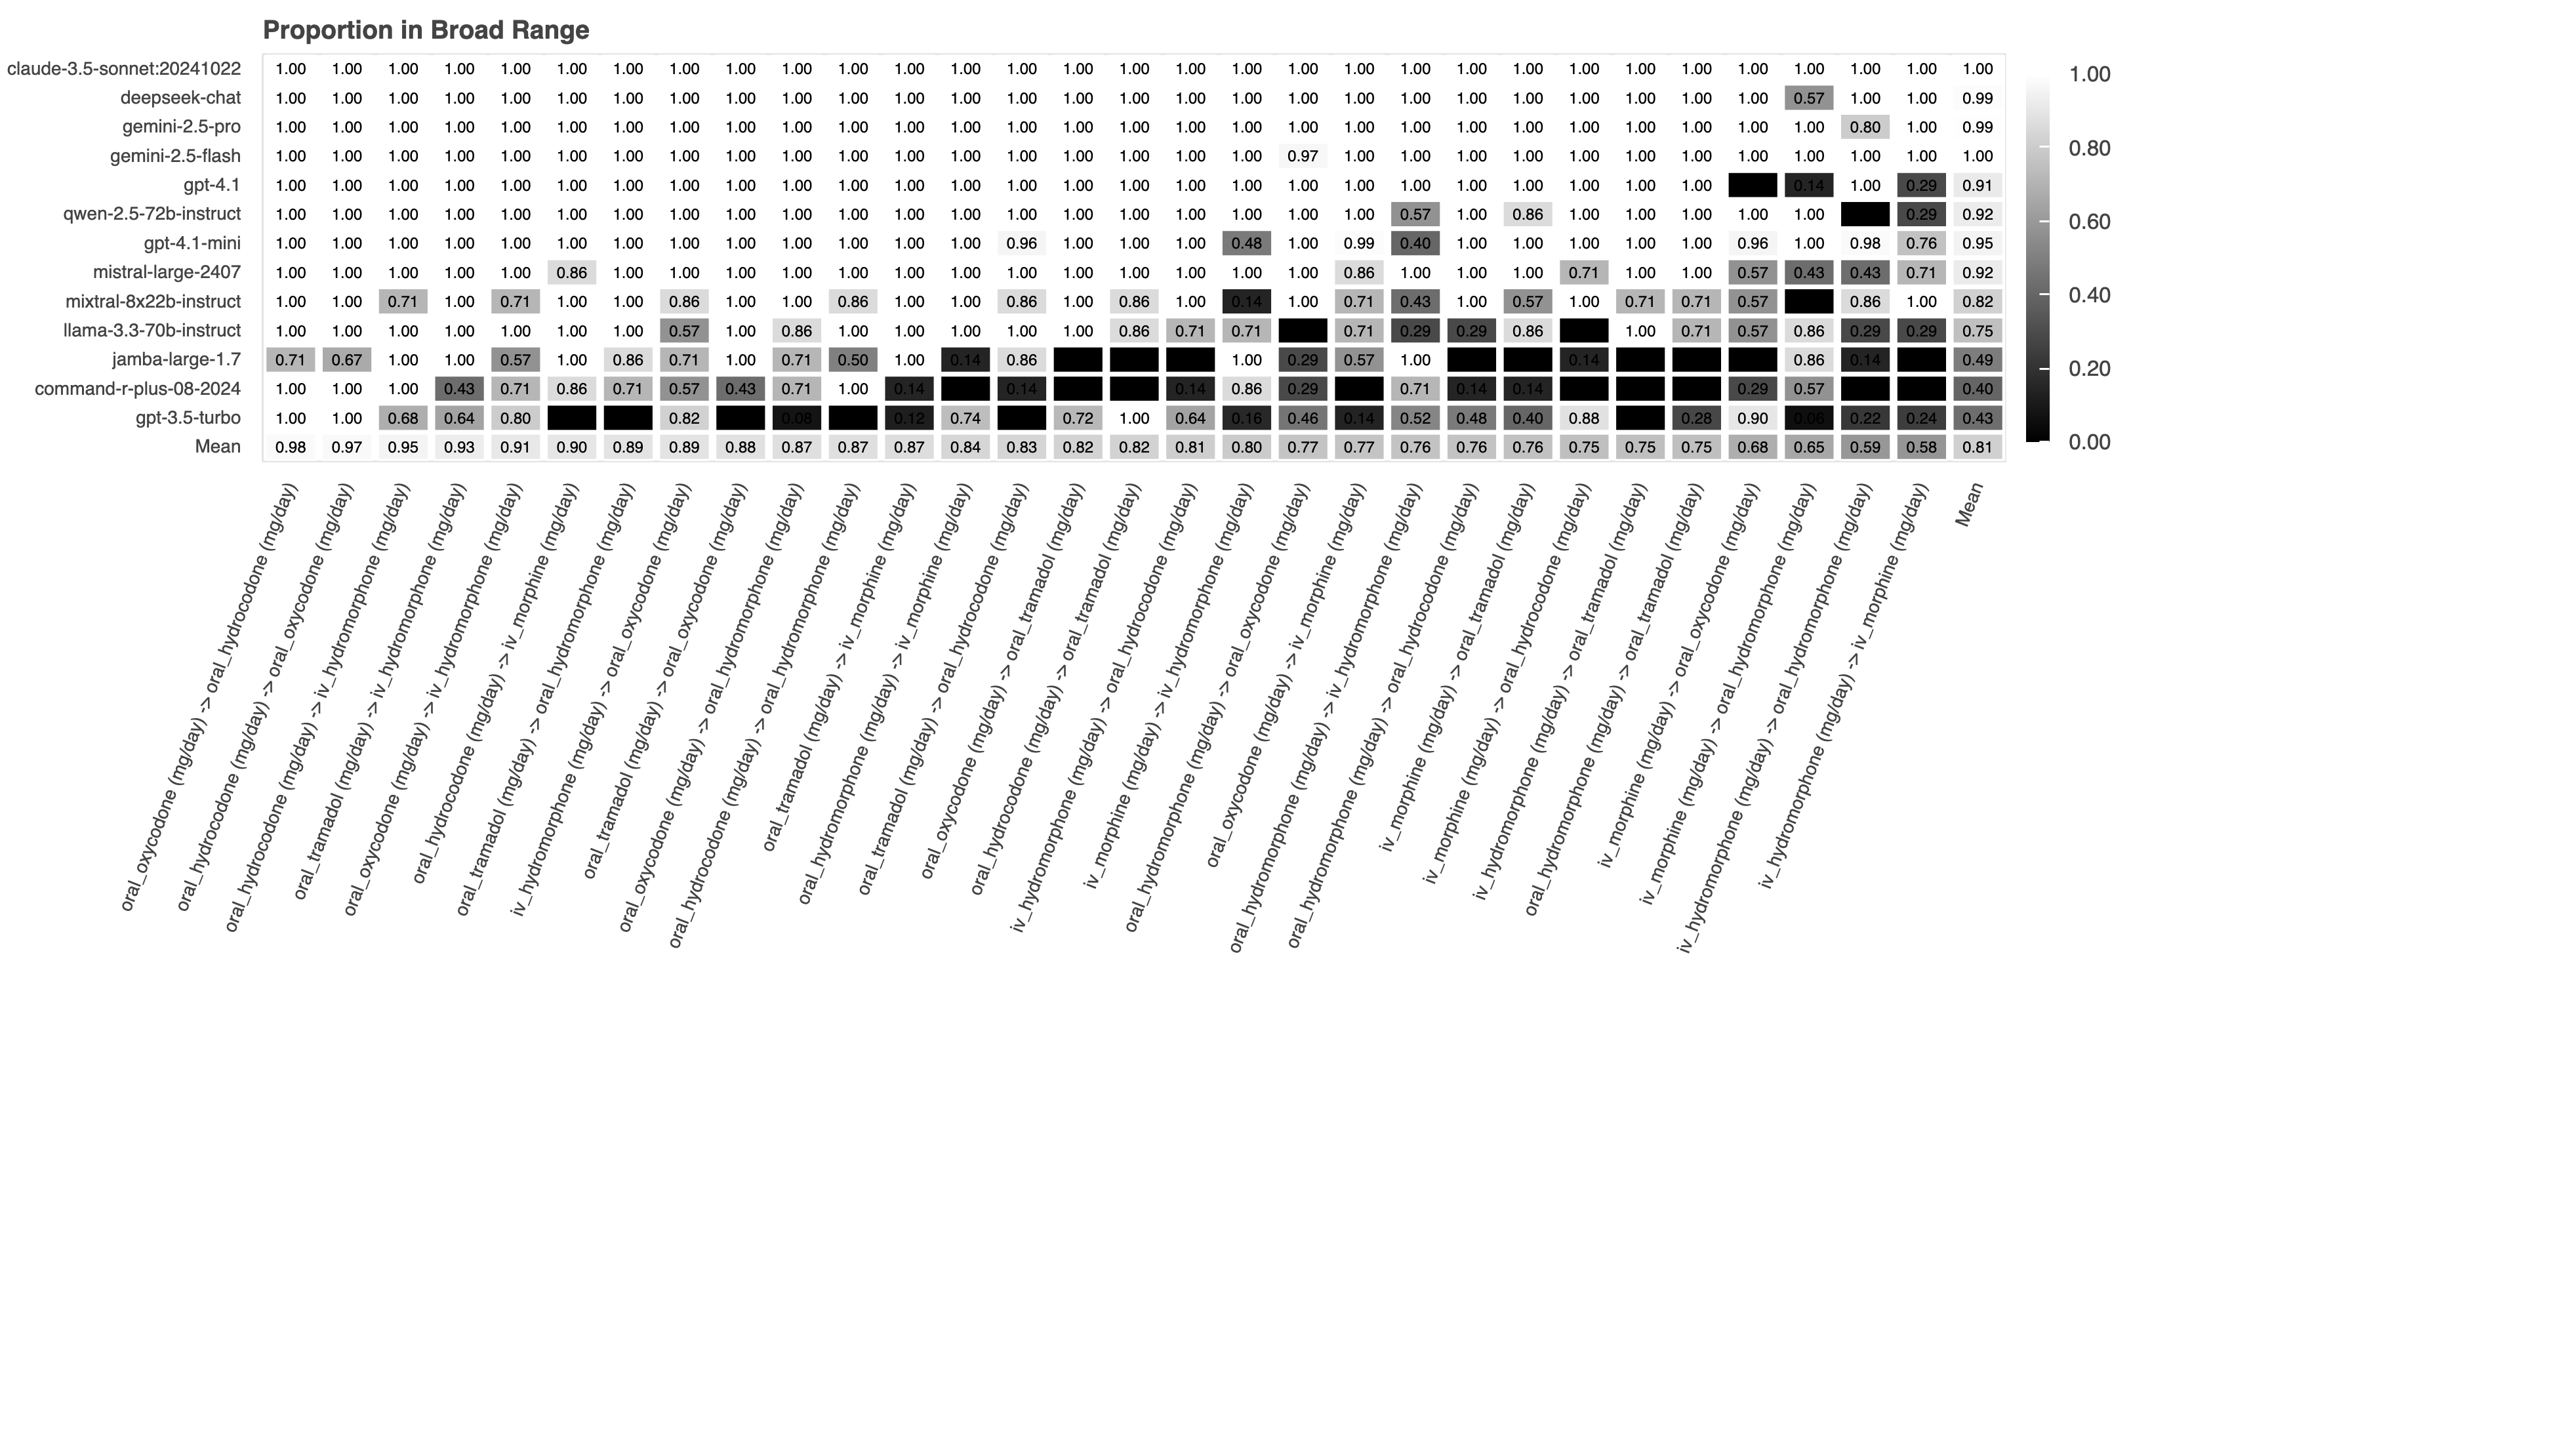 Proportion in Broad Range
claude-3.5-sonnet:20241022 1.00 1.00 1.00 1.00 1.00 1.00 1.00 1.00 1.00 1.00 1.00 1.00 1.00 1.00 1.00 1.00 1.00 1.00 1.00 1.00 1.00 1.00 1.00 1.00 1.00 1.00 1.00 1.00 1.00 1.00 1.00
deepseek-chat 1.00 1.00 1.00 1.00 1.00 1.00 1.00 1.00 1.00 1.00 1.00 1.00 1.00 1.00 1.00 1.00 1.00 1.00 1.00 1.00 1.00 1.00 1.00 1.00 1.00 1.00 1.00 0.57 1.00 1.00 0.99
gemini-2.5-pro 1.00 1.00 1.00 1.00 1.00 1.00 1.00 1.00 1.00 1.00 1.00 1.00 1.00 1.00 1.00 1.00 1.00 1.00 1.00 1.00 1.00 1.00 1.00 1.00 1.00 1.00 1.00 1.00 0.80 1.00 0.99
gemini-2.5-flash 1.00 1.00 1.00 1.00 1.00 1.00 1.00 1.00 1.00 1.00 1.00 1.00 1.00 1.00 1.00 1.00 1.00 1.00 0.97 1.00 1.00 1.00 1.00 1.00 1.00 1.00 1.00 1.00 1.00 1.00 1.00
gpt-4.1 1.00 1.00 1.00 1.00 1.00 1.00 1.00 1.00 1.00 1.00 1.00 1.00 1.00 1.00 1.00 1.00 1.00 1.00 1.00 1.00 1.00 1.00 1.00 1.00 1.00 1.00 0.14 1.00 0.29 0.91
qwen-2.5-72b-instruct 1.00 1.00 1.00 1.00 1.00 1.00 1.00 1.00 1.00 1.00 1.00 1.00 1.00 1.00 1.00 1.00 1.00 1.00 1.00 1.00 0.57 1.00 0.86 1.00 1.00 1.00 1.00 1.00 0.29 0.92
gpt-4.1-mini 1.00 1.00 1.00 1.00 1.00 1.00 1.00 1.00 1.00 1.00 1.00 1.00 1.00 0.96 1.00 1.00 1.00 0.48 1.00 0.99 0.40 1.00 1.00 1.00 1.00 1.00 0.96 1.00 0.98 0.76 0.95
mistral-large-2407 1.00 1.00 1.00 1.00 1.00 0.86 1.00 1.00 1.00 1.00 1.00 1.00 1.00 1.00 1.00 1.00 1.00 1.00 1.00 0.86 1.00 1.00 1.00 0.71 1.00 1.00 0.57 0.43 0.43 0.71 0.92
mixtral-8x22b-instruct 1.00 1.00 0.71 1.00 0.71 1.00 1.00 0.86 1.00 1.00 0.86 1.00 1.00 0.86 1.00 0.86 1.00 0.14 1.00 0.71 0.43 1.00 0.57 1.00 0.71 0.71 0.57 0.86 1.00 0.82
llama-3.3-70b-instruct 1.00 1.00 1.00 1.00 1.00 1.00 1.00 0.57 1.00 0.86 1.00 1.00 1.00 1.00 1.00 0.86 0.71 0.71 0.71 0.29 0.29 0.86 1.00 0.71 0.57 0.86 0.29 0.29 0.75
jamba-large-1.7 0.71 0.67 1.00 1.00 0.57 1.00 0.86 0.71 1.00 0.71 0.50 1.00 0.14 0.86 1.00 0.29 0.57 1.00 0.14 0.86 0.14 0.49
command-r-plus-08-2024 1.00 1.00 1.00 0.43 0.71 0.86 0.71 0.57 0.43 0.71 1.00 0.14 0.14 0.14 0.86 0.29 0.71 0.14 0.14 0.29 0.57 0.40
gpt-3.5-turbo 1.00 1.00 0.68 0.64 0.80 0.82 0.08 0.12 0.74 0.72 1.00 0.64 0.16 0.46 0.14 0.52 0.48 0.40 0.88 0.28 0.90 0.06 0.22 0.24 0.43
Mean 0.98 0.97 0.95 0.93 0.91 0.90 0.89 0.89 0.88 0.87 0.87 0.87 0.84 0.83 0.82 0.82 0.81 0.80 0.77 0.77 0.76 0.76 0.76 0.75 0.75 0.75 0.68 0.65 0.59 0.58 0.81
oral_oxycodone (mg/day) -> oral_hydrocodone (mg/day)
oral_hydrocodone (mg/day) -> oral_oxycodone (mg/day)
oral_hydrocodone (mg/day) -> iv_hydromorphone (mg/day)
oral_tramadol (mg/day) -> iv_hydromorphone (mg/day)
oral_oxycodone (mg/day) -> iv_hydromorphone (mg/day)
oral_hydrocodone (mg/day) -> iv_morphine (mg/day)
oral_tramadol (mg/day) -> oral_hydromorphone (mg/day)
iv_hydromorphone (mg/day) -> oral_oxycodone (mg/day)
oral_tramadol (mg/day) -> oral_oxycodone (mg/day)
oral_oxycodone (mg/day) -> oral_hydromorphone (mg/day)
oral_hydrocodone (mg/day) -> oral_hydromorphone (mg/day)
oral_tramadol (mg/day) -> iv_morphine (mg/day)
oral_hydromorphone (mg/day) -> iv_morphine (mg/day)
oral_tramadol (mg/day) -> oral_hydrocodone (mg/day)
oral_oxycodone (mg/day) -> oral_tramadol (mg/day)
oral_hydrocodone (mg/day) -> oral_tramadol (mg/day)
iv_hydromorphone (mg/day) -> oral_hydrocodone (mg/day)
iv_morphine (mg/day) -> iv_hydromorphone (mg/day)
oral_hydromorphone (mg/day) -> oral_oxycodone (mg/day)
oral_oxycodone (mg/day) -> iv_morphine (mg/day)
oral_hydromorphone (mg/day) -> iv_hydromorphone (mg/day)
oral_hydromorphone (mg/day) -> oral_hydrocodone (mg/day)
iv_morphine (mg/day) -> oral_tramadol (mg/day)
iv_morphine (mg/day) -> oral_hydrocodone (mg/day)
iv_hydromorphone (mg/day) -> oral_tramadol (mg/day)
oral_hydromorphone (mg/day) -> oral_tramadol (mg/day)
iv_morphine (mg/day) -> oral_oxycodone (mg/day)
iv_morphine (mg/day) -> oral_hydromorphone (mg/day)
iv_hydromorphone (mg/day) -> oral_hydromorphone (mg/day)
iv_hydromorphone (mg/day) -> iv_morphine (mg/day)
Mean
1.00
0.80
0.60
0.40
0.20
0.00